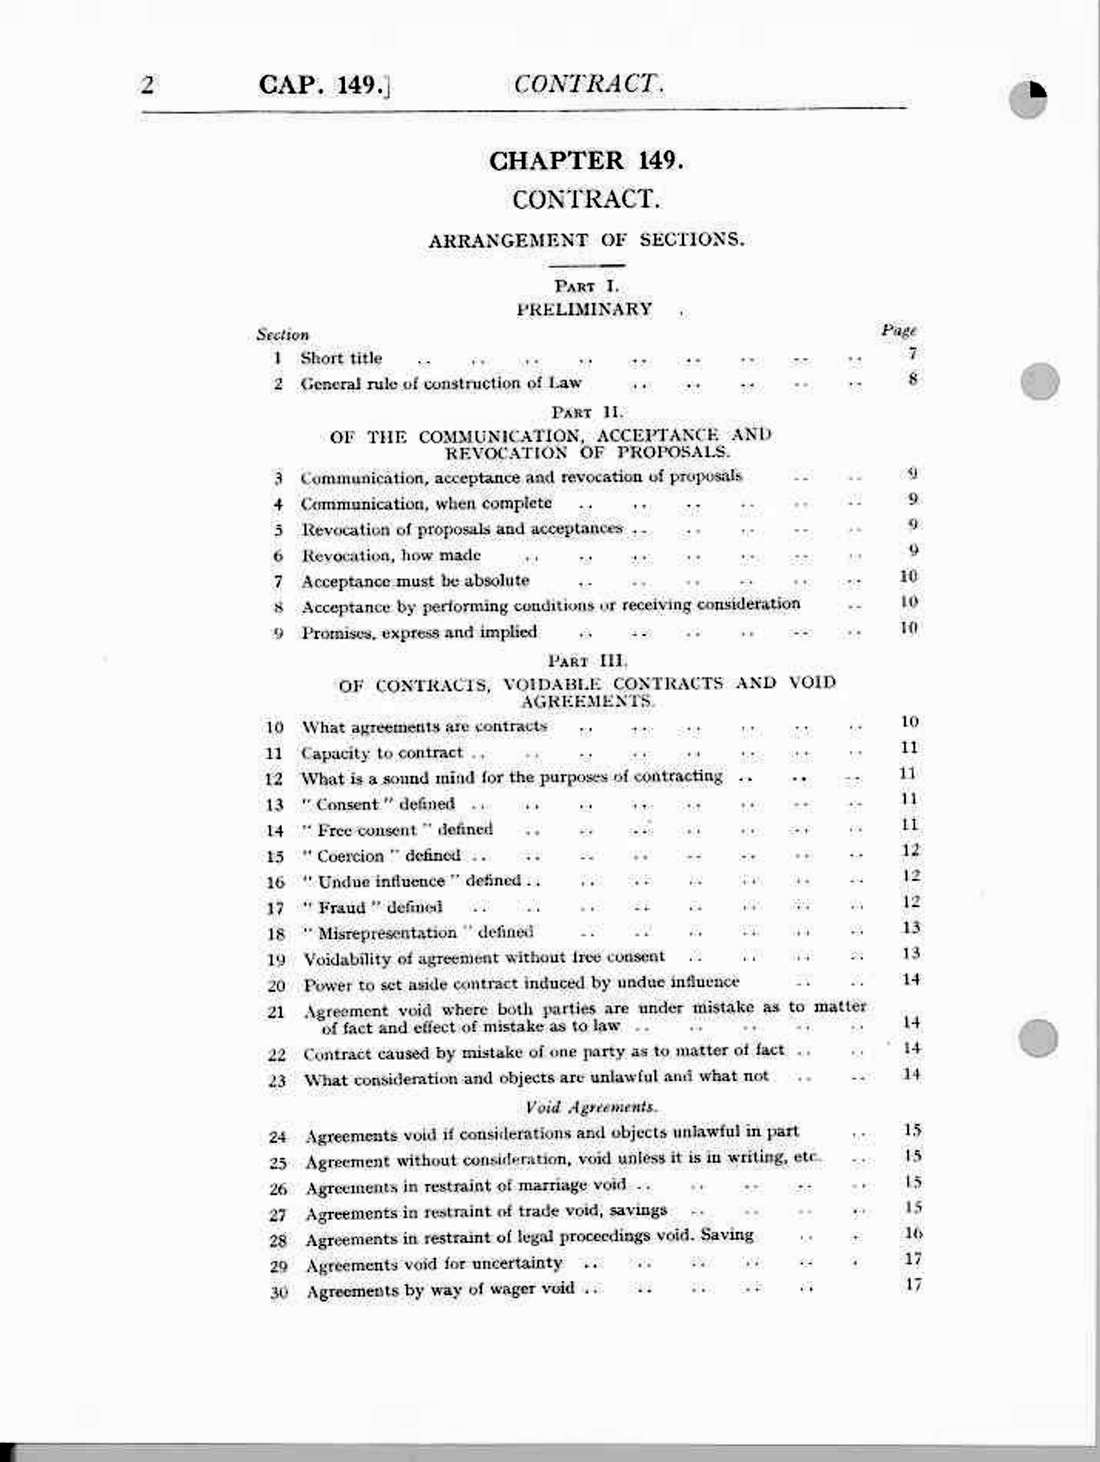 2 CAP. 149.] CONTRACT.
CHAPTER 149.
CONTRACT.
ARRANGEMENT OF SECTIONS.
PART I.
PRELIMINARY
Section Page
1 Short title .. .. .. .. .. .. .. .. .. 7
2 General rule of construction of Law .. .. .. .. .. 8
PART II.
OF THE COMMUNICATION, ACCEPTANCE AND
REVOCATION OF PROPOSALS.
3 Communication, acceptance and revocation of proposals .. .. 9
4 Communication, when complete .. .. .. .. .. .. 9
5 Revocation of proposals and acceptances .. .. .. .. .. 9
6 Revocation, how made .. .. .. .. .. .. .. 9
7 Acceptance must be absolute .. .. .. .. .. .. 10
8 Acceptance by performing conditions or receiving consideration .. 10
9 Promises, express and implied .. .. .. .. .. .. 10
PART III.
OF CONTRACTS, VOIDABLE CONTRACTS AND VOID
AGREEMENTS.
10 What agreements are contracts .. .. .. .. .. .. 10
11 Capacity to contract .. .. .. .. .. .. .. .. 11
12 What is a sound mind for the purposes of contracting .. .. .. 11
13 " Consent " defined .. .. .. .. .. .. .. .. 11
14 " Free consent " defined .. .. .. .. .. .. .. 11
15 " Coercion " defined .. .. .. .. .. .. .. .. 12
16 " Undue influence " defined .. .. .. .. .. .. .. 12
17 " Fraud " defined .. .. .. .. .. .. .. .. 12
18 " Misrepresentation " defined .. .. .. .. .. .. 13
19 Voidability of agreement without free consent .. .. .. .. 13
20 Power to set aside contract induced by undue influence .. .. 14
21 Agreement void where both parties are under mistake as to matter
of fact and effect of mistake as to law .. .. .. .. .. 14
22 Contract caused by mistake of one party as to matter of fact .. .. 14
23 What consideration and objects are unlawful and what not .. .. 14
Void Agreements.
24 Agreements void if considerations and objects unlawful in part .. 15
25 Agreement without consideration, void unless it is in writing, etc. .. 15
26 Agreements in restraint of marriage void .. .. .. .. .. 15
27 Agreements in restraint of trade void, savings .. .. .. .. 15
28 Agreements in restraint of legal proceedings void. Saving .. . 16
29 Agreements void for uncertainty .. .. .. .. .. . 17
30 Agreements by way of wager void .. .. .. .. .. 17